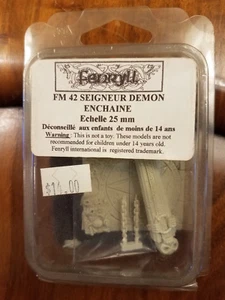 Fenryll
FM 42 SEIGNEUR DEMON
ENCHAINE
Echelle 25 mm
Déconseillé aux enfants de moins de 14 ans
Warning : This is not a toy. These models are not
recommended for children under 14 years old.
Fenryll international is registered trademark.
$11.00